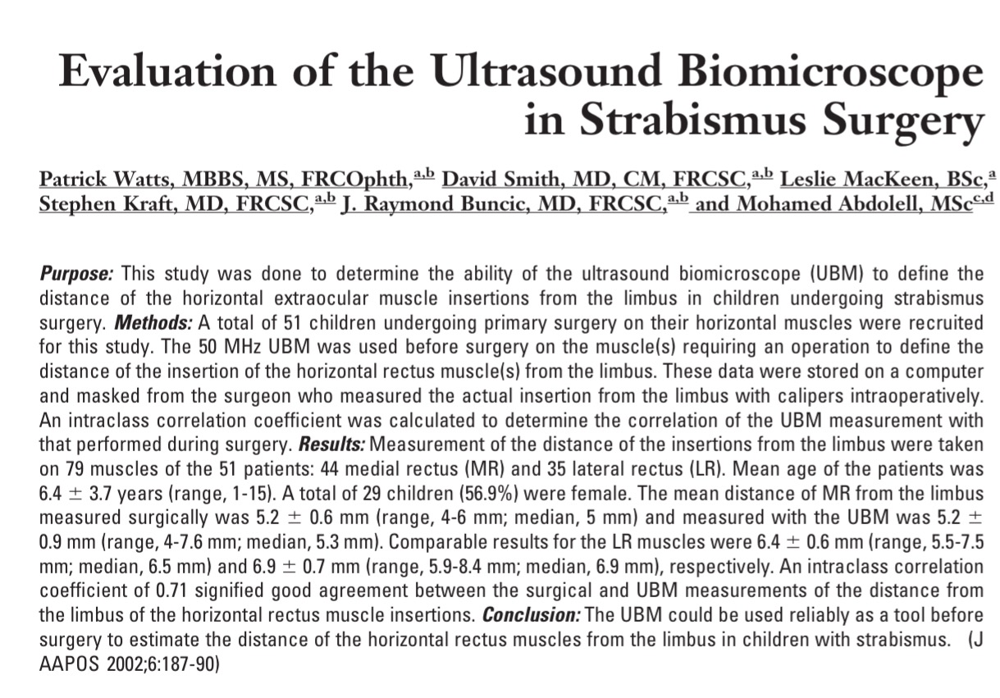 Evaluation of the Ultrasound Biomicroscope
in Strabismus Surgery
Patrick Watts, MBBS, MS, FRCOphth,a,b David Smith, MD, CM, FRCSC,a,b Leslie MacKeen, BSc,a
Stephen Kraft, MD, FRCSC,a,b J. Raymond Buncic, MD, FRCSC,a,b and Mohamed Abdolell, MScc,d
Purpose: This study was done to determine the ability of the ultrasound biomicroscope (UBM) to define the
distance of the horizontal extraocular muscle insertions from the limbus in children undergoing strabismus
surgery. Methods: A total of 51 children undergoing primary surgery on their horizontal muscles were recruited
for this study. The 50 MHz UBM was used before surgery on the muscle(s) requiring an operation to define the
distance of the insertion of the horizontal rectus muscle(s) from the limbus. These data were stored on a computer
and masked from the surgeon who measured the actual insertion from the limbus with calipers intraoperatively.
An intraclass correlation coefficient was calculated to determine the correlation of the UBM measurement with
that performed during surgery. Results: Measurement of the distance of the insertions from the limbus were taken
on 79 muscles of the 51 patients: 44 medial rectus (MR) and 35 lateral rectus (LR). Mean age of the patients was
6.4 ± 3.7 years (range, 1-15). A total of 29 children (56.9%) were female. The mean distance of MR from the limbus
measured surgically was 5.2 ± 0.6 mm (range, 4-6 mm; median, 5 mm) and measured with the UBM was 5.2 ±
0.9 mm (range, 4-7.6 mm; median, 5.3 mm). Comparable results for the LR muscles were 6.4 ± 0.6 mm (range, 5.5-7.5
mm; median, 6.5 mm) and 6.9 ± 0.7 mm (range, 5.9-8.4 mm; median, 6.9 mm), respectively. An intraclass correlation
coefficient of 0.71 signified good agreement between the surgical and UBM measurements of the distance from
the limbus of the horizontal rectus muscle insertions. Conclusion: The UBM could be used reliably as a tool before
surgery to estimate the distance of the horizontal rectus muscles from the limbus in children with strabismus. (J
AAPOS 2002;6:187-90)